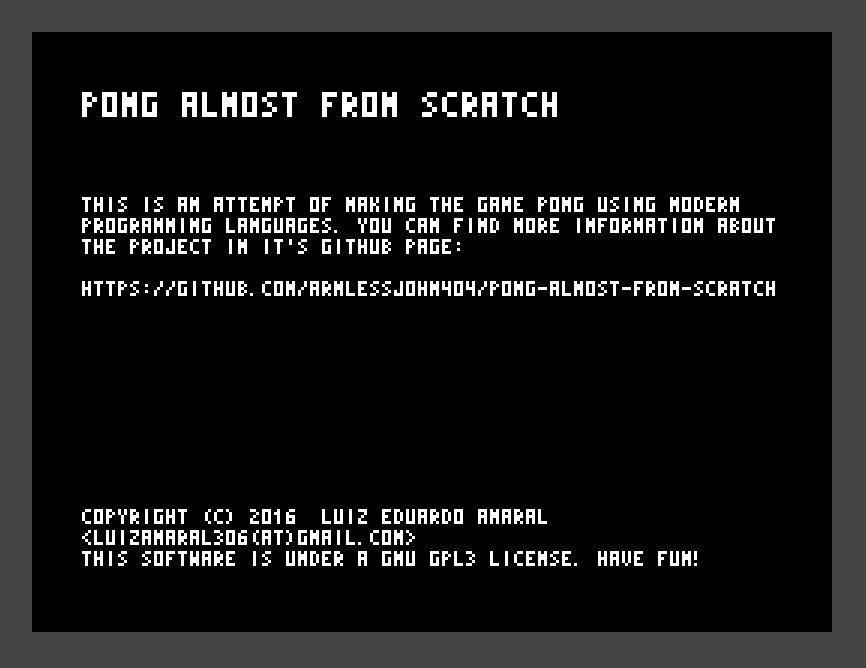 PONG ALMOST FROM SCRATCH
THIS IS AN ATTEMPT OF MAKING THE GAME PONG USING MODERN
PROGRAMMING LANGUAGES. YOU CAN FIND MORE INFORMATION ABOUT
THE PROJECT IN IT'S GITHUB PAGE:
HTTPS://GITHUB.COM/ARMLESSJOHN404/PONG-ALMOST-FROM-SCRATCH
COPYRIGHT (C) 2016 LUIZ EDUARDO AMARAL
<LUIZAMARAL306(AT)GMAIL.COM>
THIS SOFTWARE IS UNDER A GNU GPL3 LICENSE. HAVE FUN!